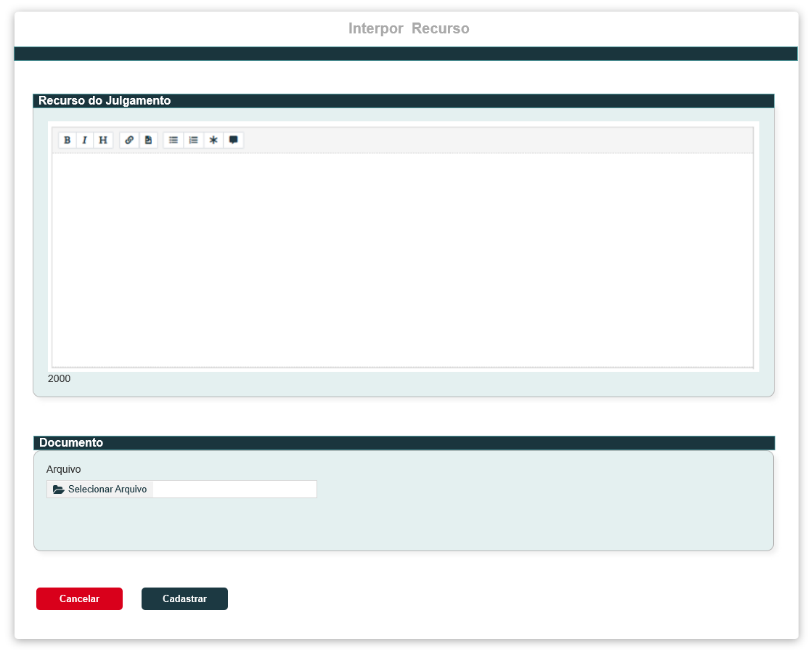 Interpor Recurso
Recurso do Julgamento
B I H
2000
Documento
Arquivo
Selecionar Arquivo
Cancelar Cadastrar